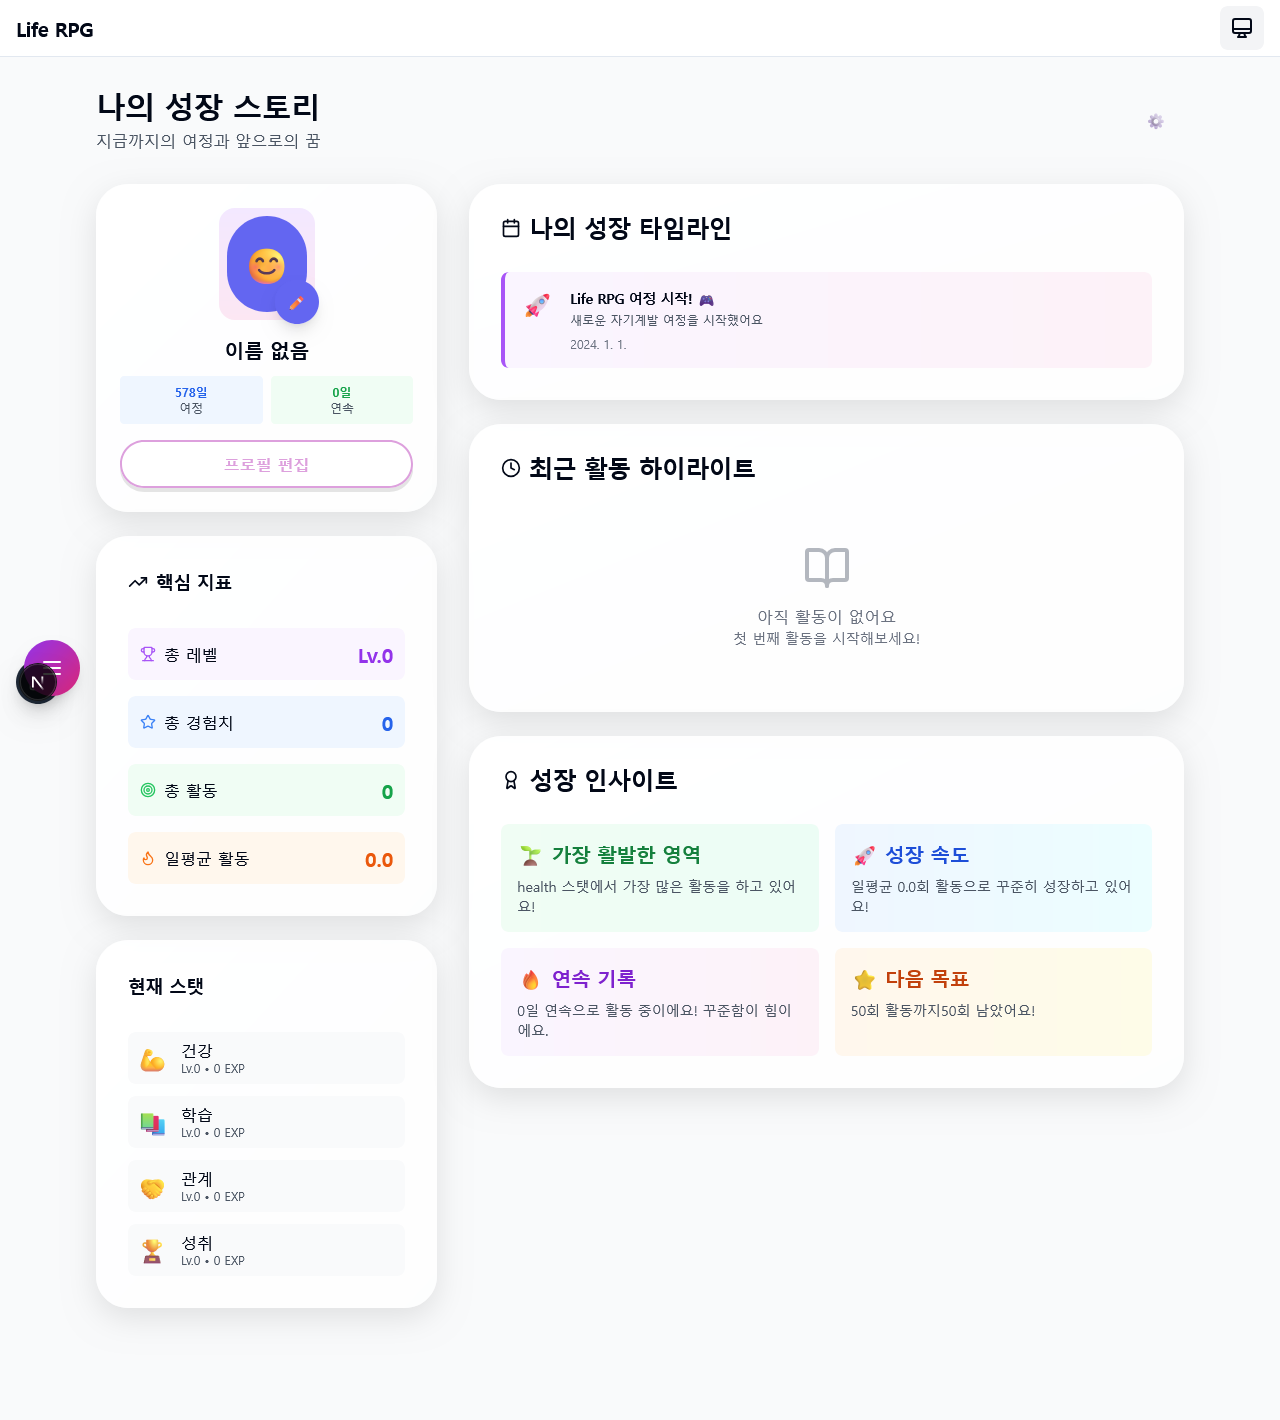 Life RPG
나의 성장 스토리
지금까지의 여정과 앞으로의 꿈
이름 없음
578일
여정
0일
연속
프로필 편집
핵심 지표
총 레벨
Lv.0
총 경험치
0
총 활동
0
일평균 활동
0.0
현재 스탯
건강
Lv.0 • 0 EXP
학습
Lv.0 • 0 EXP
관계
Lv.0 • 0 EXP
성취
Lv.0 • 0 EXP
나의 성장 타임라인
Life RPG 여정 시작! 🎮
새로운 자기계발 여정을 시작했어요
2024. 1. 1.
최근 활동 하이라이트
아직 활동이 없어요
첫 번째 활동을 시작해보세요!
성장 인사이트
가장 활발한 영역
health 스탯에서 가장 많은 활동을 하고 있어
요!
성장 속도
일평균 0.0회 활동으로 꾸준히 성장하고 있어
요!
연속 기록
0일 연속으로 활동 중이에요! 꾸준함이 힘이
에요.
다음 목표
50회 활동까지50회 남았어요!
N